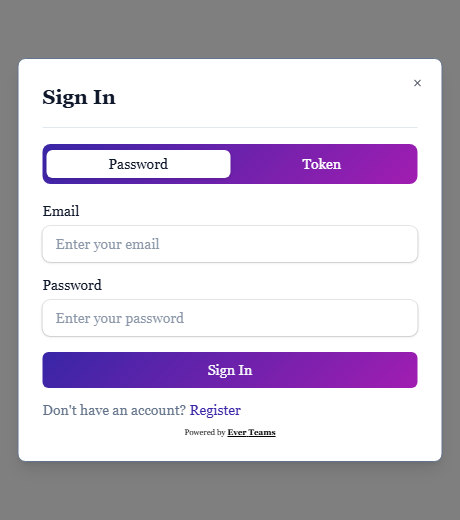 Sign In
×
Password Token
Email
Enter your email
Password
Enter your password
Sign In
Don't have an account? Register
Powered by Ever Teams